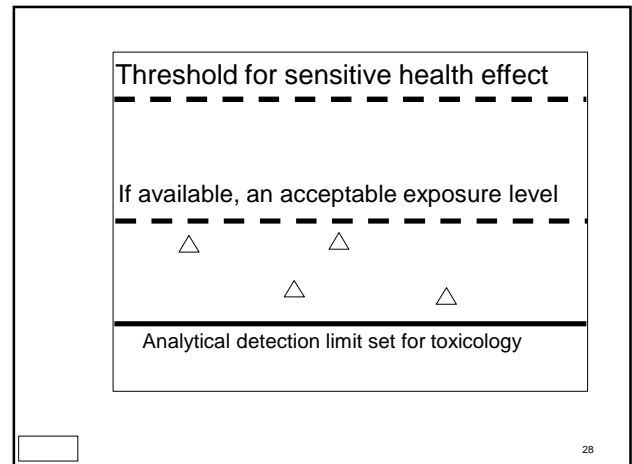 Threshold for sensitive health effect
If available, an acceptable exposure level
Analytical detection limit set for toxicology
28